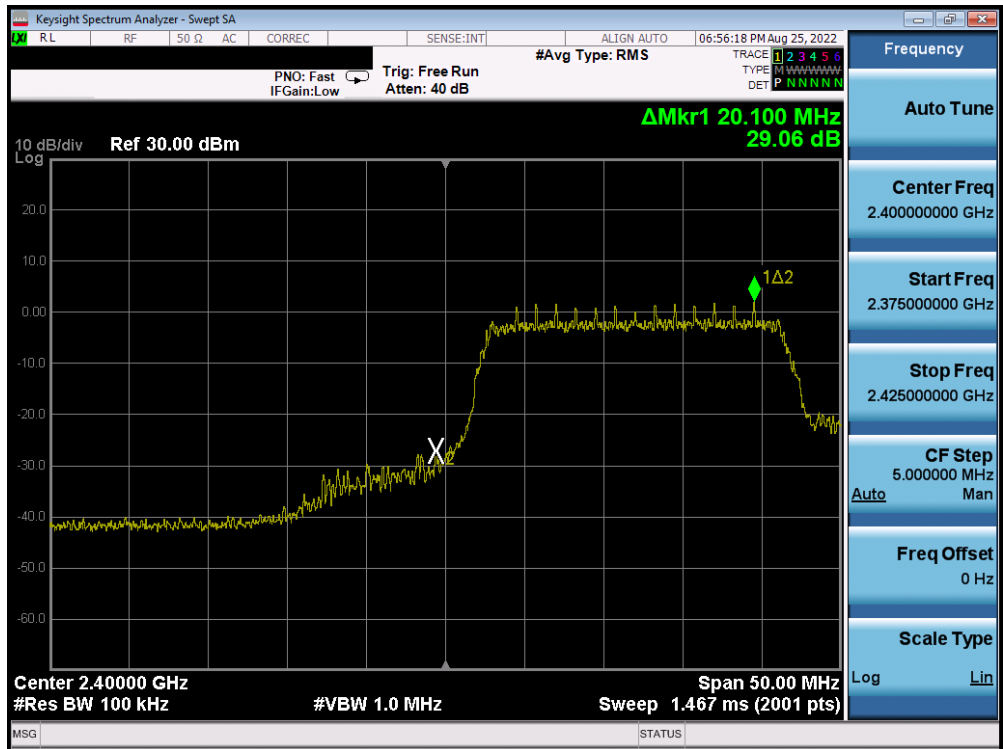 Keysight Spectrum Analyzer - Swept SA
LXI RL RF 50 Ω AC CORREC SENSE:INT ALIGN AUTO 06:56:18 PM Aug 25, 2022
#Avg Type: RMS
TRACE 1 2 3 4 5 6
TYPE M W W W W W
DET P N N N N N
PNO: Fast
IFGain:Low
Trig: Free Run
Atten: 40 dB
ΔMkr1 20.100 MHz
29.06 dB
10 dB/div
Log
Ref 30.00 dBm
20.0
10.0
0.00
-10.0
-20.0
-30.0
-40.0
-50.0
-60.0
1Δ2
X2
Center 2.40000 GHz
Span 50.00 MHz
#Res BW 100 kHz
#VBW 1.0 MHz
Sweep 1.467 ms (2001 pts)
MSG
STATUS
Frequency
Auto Tune
Center Freq
2.400000000 GHz
Start Freq
2.375000000 GHz
Stop Freq
2.425000000 GHz
CF Step
5.000000 MHz
Auto Man
Freq Offset
0 Hz
Scale Type
Log Lin